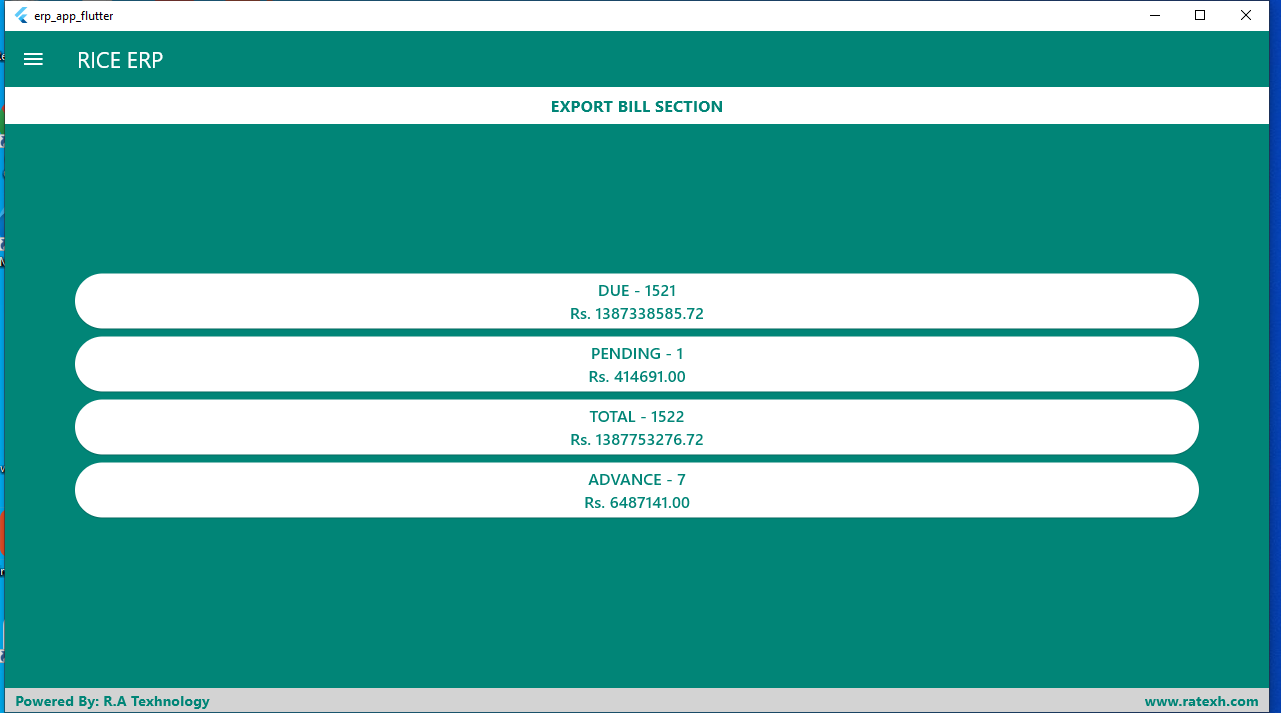 erp_app_flutter
RICE ERP
EXPORT BILL SECTION
DUE - 1521
Rs. 1387338585.72
PENDING - 1
Rs. 414691.00
TOTAL - 1522
Rs. 1387753276.72
ADVANCE - 7
Rs. 6487141.00
Powered By: R.A Texhnology
www.ratexh.com